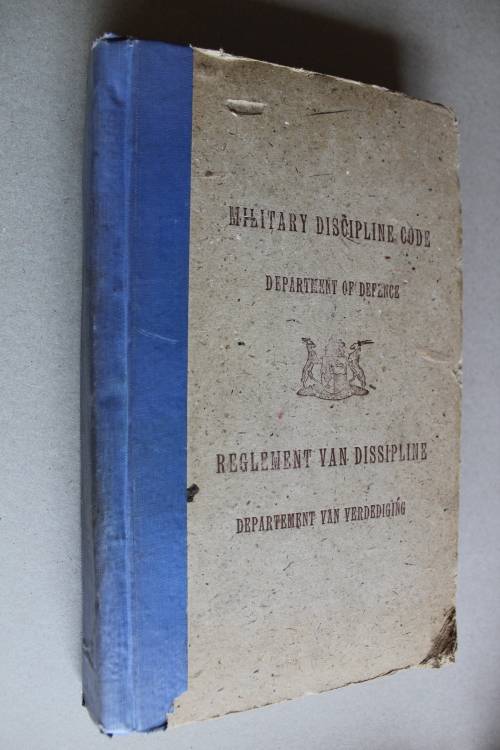 MILITARY DISCIPLINE CODE
DEPARTMENT OF DEFENCE
REGLEMENT VAN DISSIPLINE
DEPARTEMENT VAN VERDEDIGING